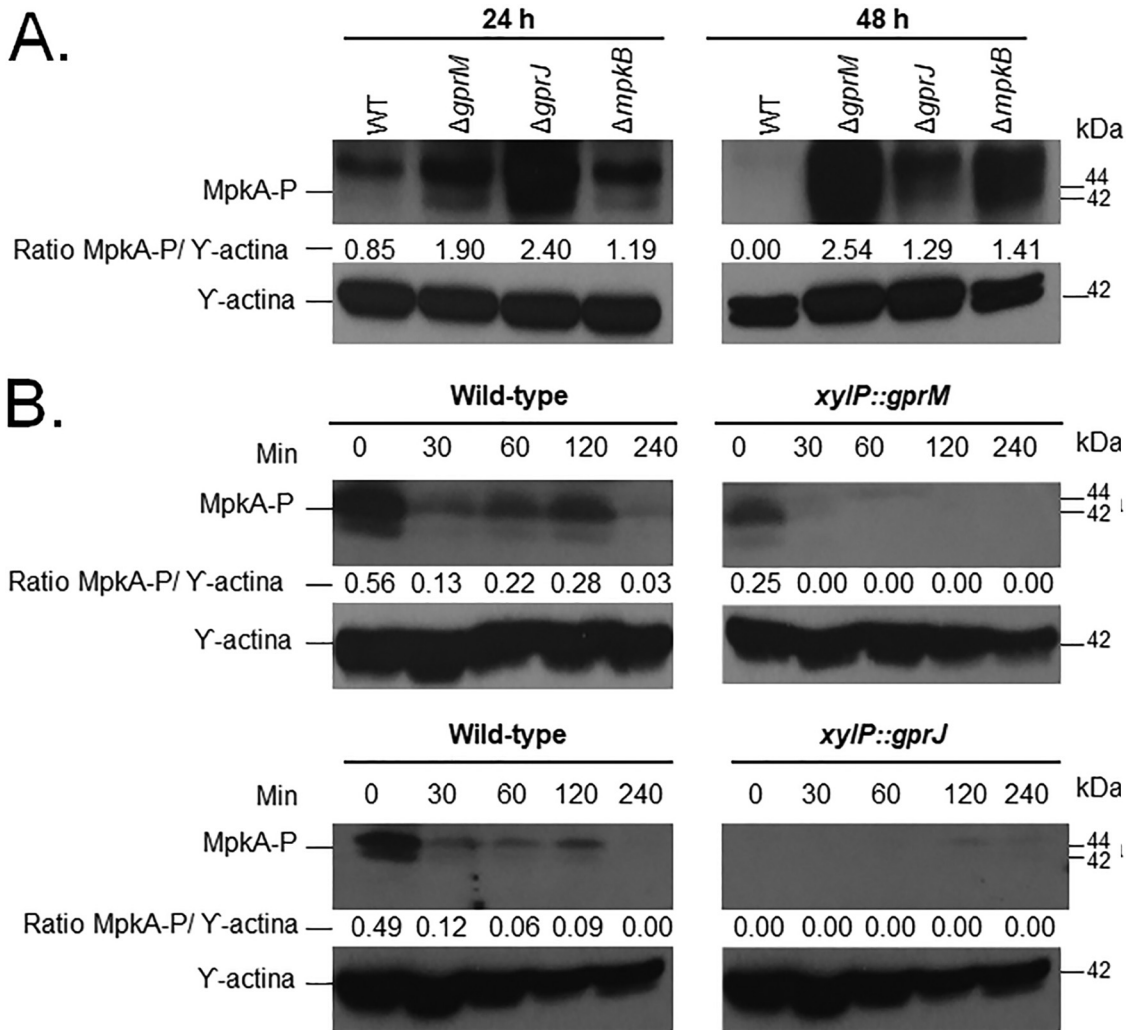 A.
24 h 48 h
WT ΔgprM ΔgprJ ΔmpkB WT ΔgprM ΔgprJ ΔmpkB kDa
MpkA-P 44
42
Ratio MpkA-P/ ϒ-actina 0.85 1.90 2.40 1.19 0.00 2.54 1.29 1.41
ϒ-actina 42
B.
Wild-type xylP::gprM
Min 0 30 60 120 240 0 30 60 120 240 kDa
MpkA-P 44
42
Ratio MpkA-P/ ϒ-actina 0.56 0.13 0.22 0.28 0.03 0.25 0.00 0.00 0.00 0.00
ϒ-actina 42
Wild-type xylP::gprJ
Min 0 30 60 120 240 0 30 60 120 240 kDa
MpkA-P 44
42
Ratio MpkA-P/ ϒ-actina 0.49 0.12 0.06 0.09 0.00 0.00 0.00 0.00 0.00 0.00
ϒ-actina 42